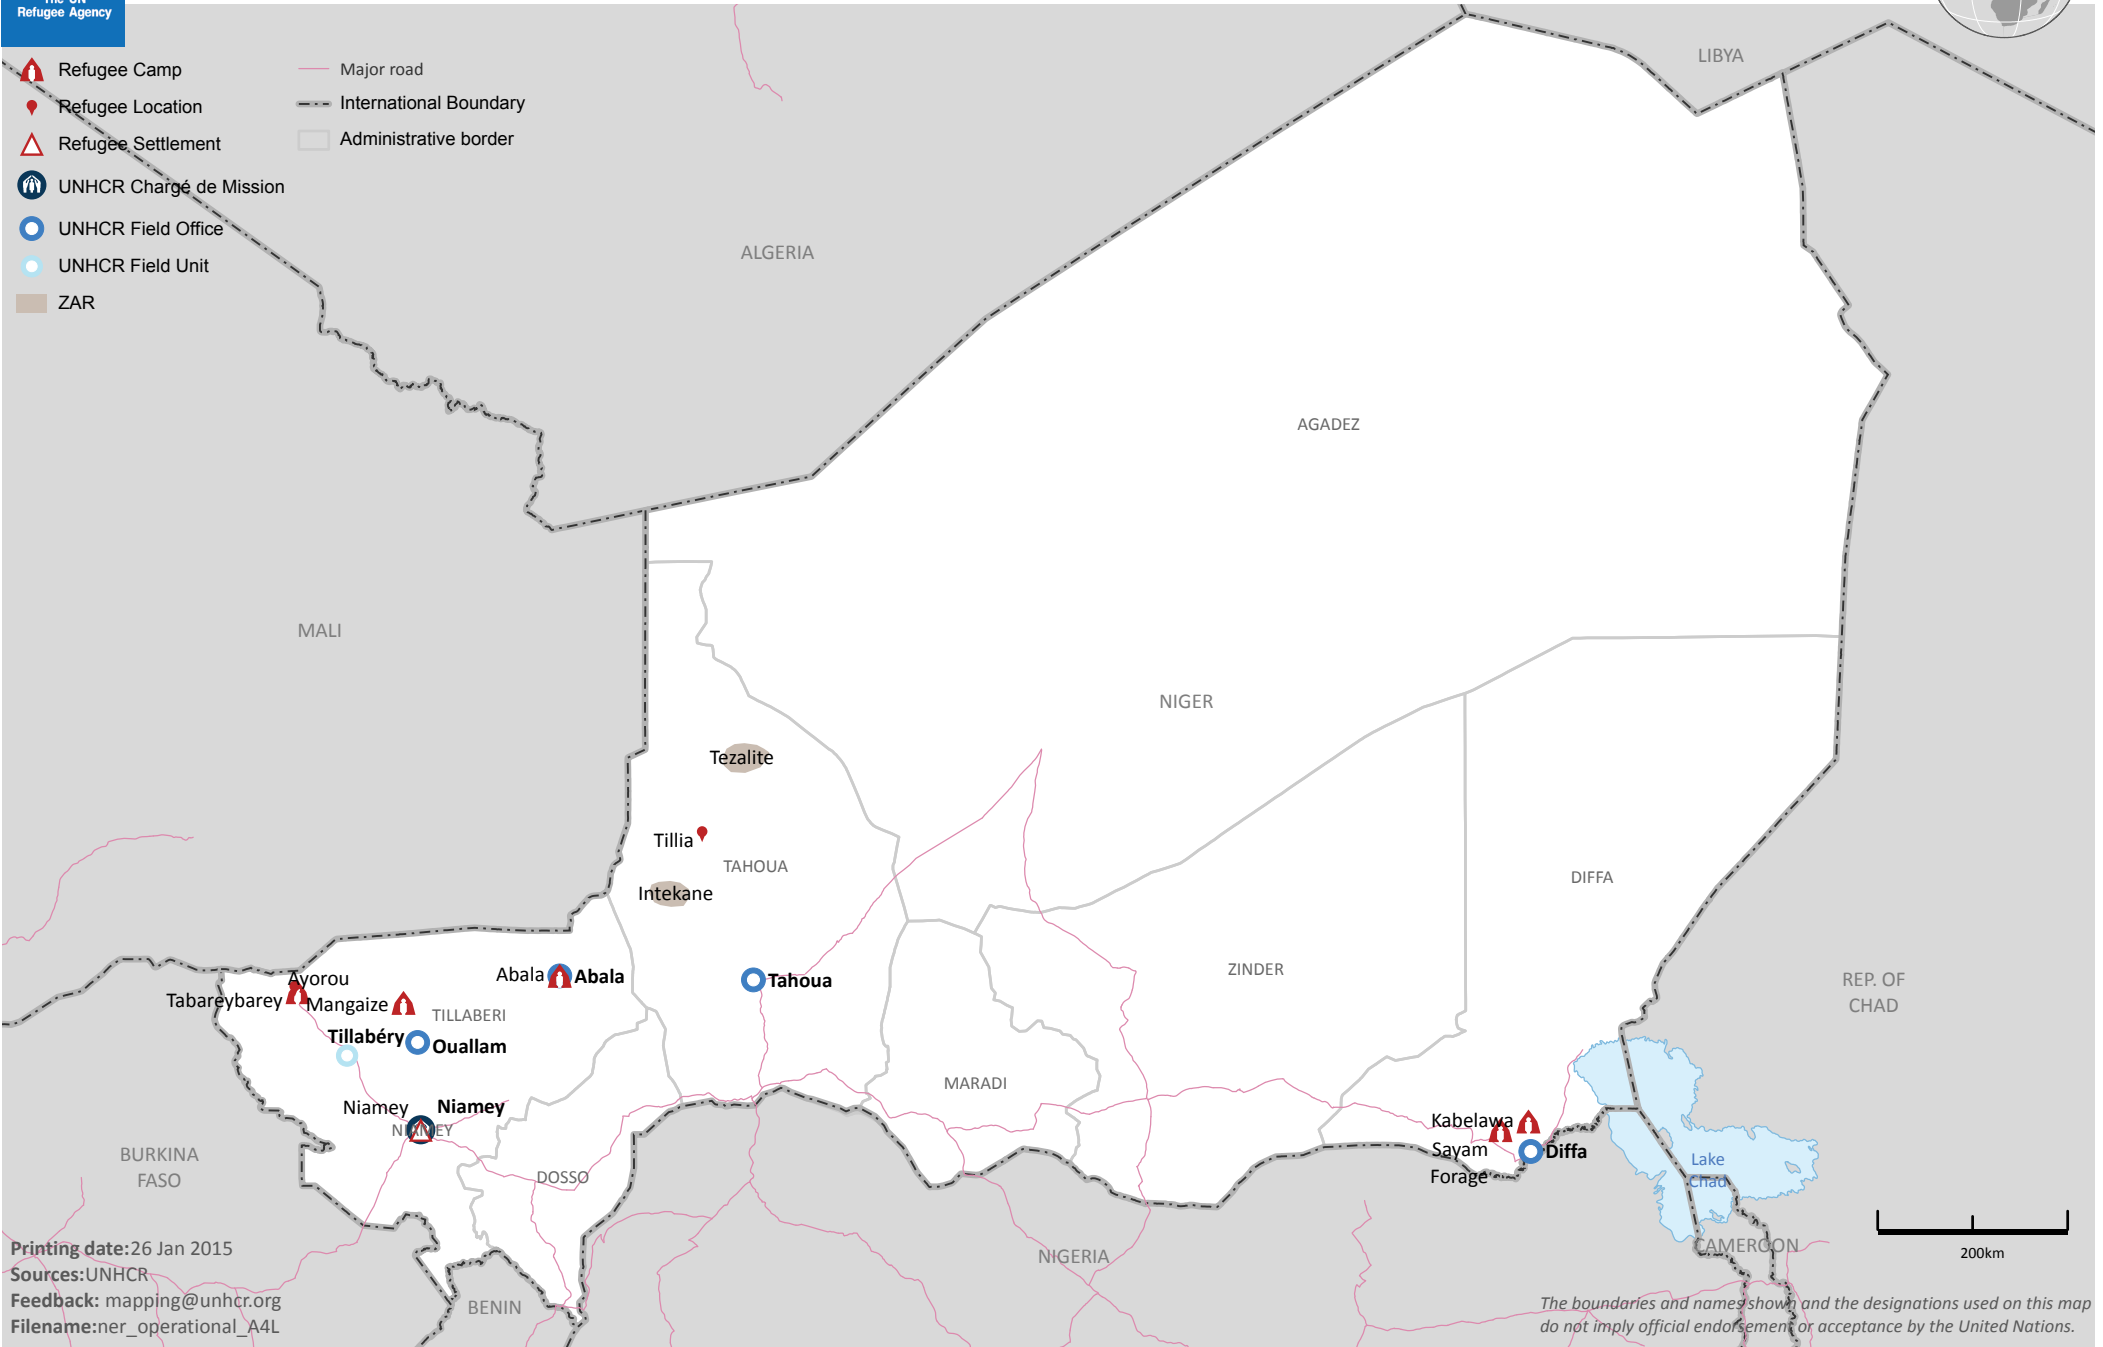 The UN
Refugee Agency
Refugee Camp
Refugee Location
Refugee Settlement
UNHCR Chargé de Mission
UNHCR Field Office
UNHCR Field Unit
ZAR
Major road
International Boundary
Administrative border
LIBYA
ALGERIA
AGADEZ
MALI
NIGER
Tezalite
Tillia
TAHOUA
Intekane
DIFFA
Abala
Abala
Tahoua
ZINDER
REP. OF
CHAD
Ayorou
Tabareybarey
Mangaize
TILLABERI
Tillabéry
Ouallam
MARADI
Niamey
Niamey
NIAMEY
Kabelawa
Sayam
Forage
Diffa
Lake
Chad
BURKINA
FASO
DOSSO
NIGERIA
CAMEROON
BENIN
200km
Printing date:26 Jan 2015
Sources:UNHCR
Feedback: mapping@unhcr.org
Filename:ner_operational_A4L
The boundaries and names shown and the designations used on this map
do not imply official endorsement or acceptance by the United Nations.